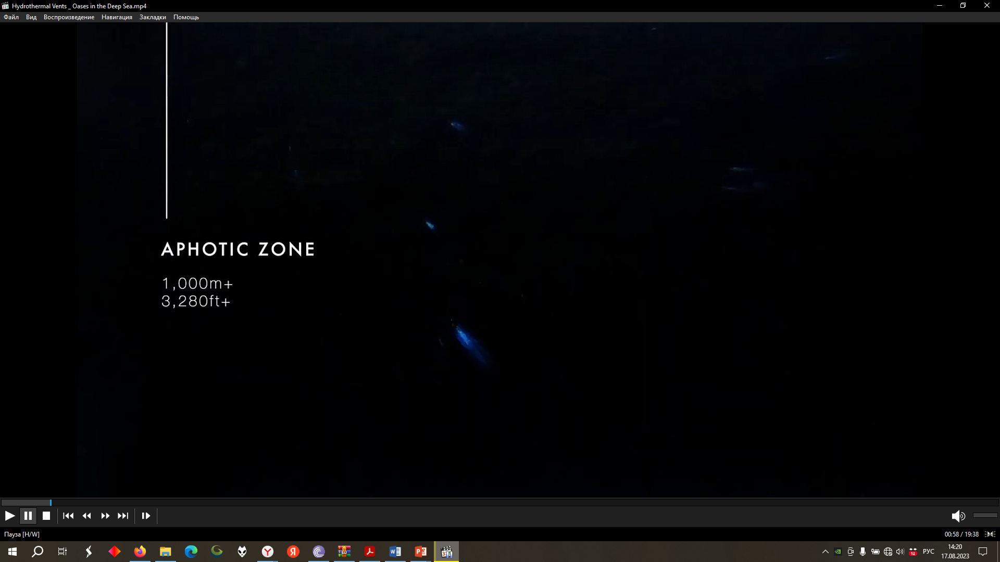 Hydrothermal Vents _ Oases in the Deep Sea.mp4
Файл Вид Воспроизведение Навигация Закладки Помощь
APHOTIC ZONE
1,000m+
3,280ft+
Пауза [H/W]
00:58 / 19:38
14:20
РУС
17.08.2023